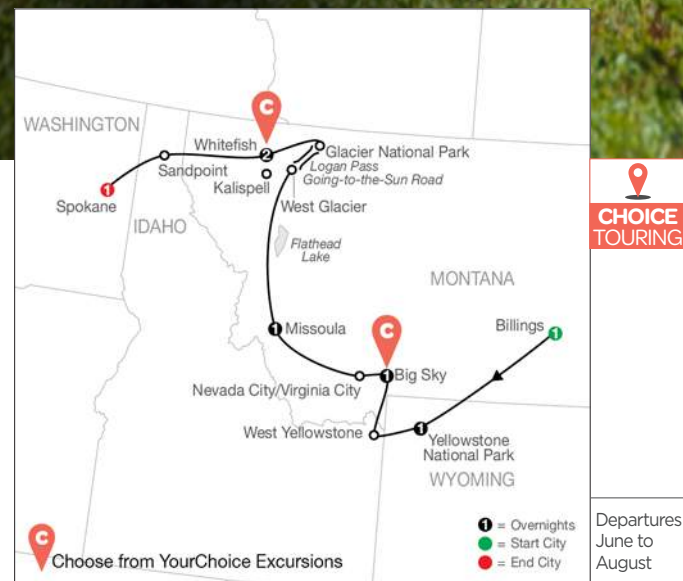 C
WASHINGTON
Whitefish
2
Glacier National Park
Logan Pass
Going-to-the-Sun Road
Sandpoint
Kalispell
1
Spokane
West Glacier
IDAHO
Flathead
Lake
CHOICE
TOURING
MONTANA
C
1 Missoula
Billings
1
1 Big Sky
Nevada City/Virginia City
West Yellowstone
1
Yellowstone
National Park
WYOMING
1 = Overnights
= Start City
= End City
C
Choose from YourChoice Excursions
Departures
June to
August